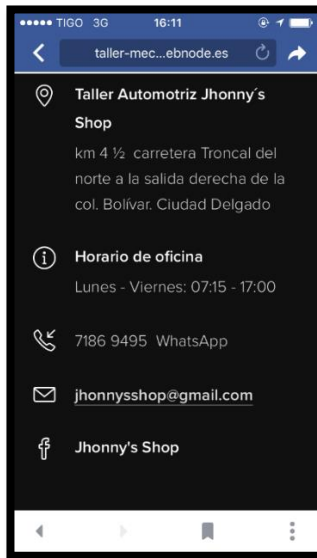 TIGO 3G 16:11
taller-mec...ebnode.es
Taller Automotriz Jhonny´s
Shop
km 4 ½ carretera Troncal del
norte a la salida derecha de la
col. Bolívar. Ciudad Delgado
Horario de oficina
Lunes - Viernes: 07:15 - 17:00
7186 9495 WhatsApp
jhonnysshop@gmail.com
Jhonny's Shop